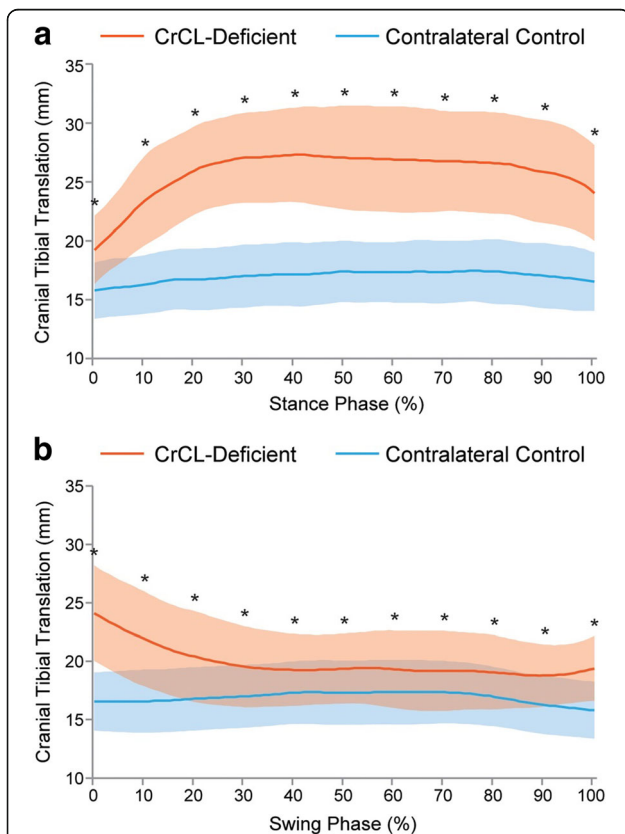 a
CrCL-Deficient Contralateral Control
35
30
25
20
15
10
Cranial Tibial Translation (mm)
* * * * * * * * * * *
0 10 20 30 40 50 60 70 80 90 100
Stance Phase (%)
b
CrCL-Deficient Contralateral Control
35
30
25
20
15
10
Cranial Tibial Translation (mm)
* * * * * * * * * * *
0 10 20 30 40 50 60 70 80 90 100
Swing Phase (%)